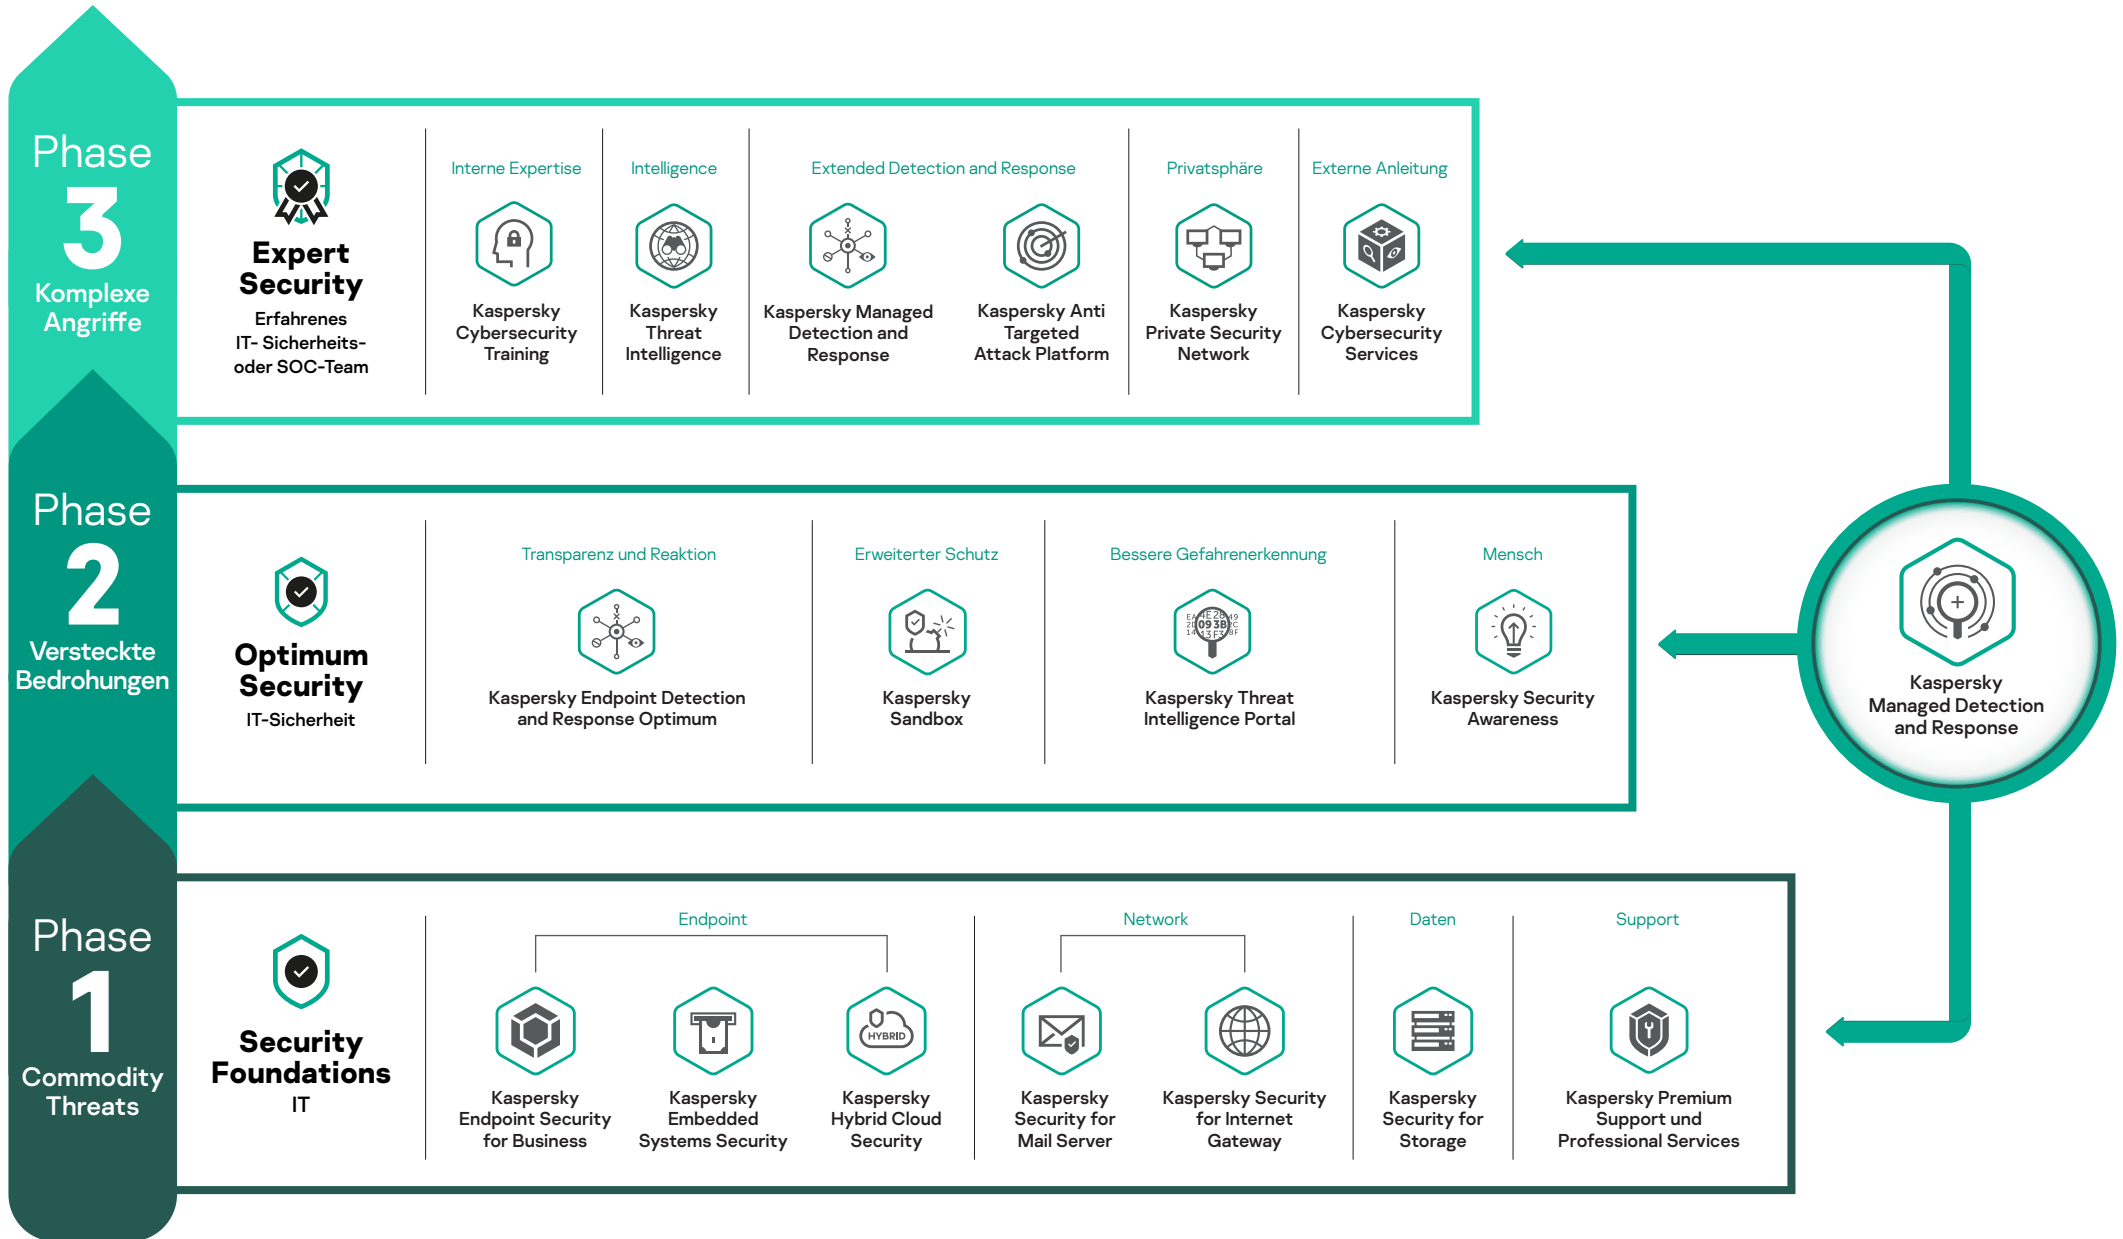 Phase
3
Komplexe
Angriffe
Expert
Security
Erfahrenes
IT- Sicherheits-
oder SOC-Team
Interne Expertise
Kaspersky
Cybersecurity
Training
Intelligence
Kaspersky
Threat
Intelligence
Extended Detection and Response
Kaspersky Managed
Detection and
Response
Kaspersky Anti
Targeted
Attack Platform
Privatsphäre
Kaspersky
Private Security
Network
Externe Anleitung
Kaspersky
Cybersecurity
Services
Phase
2
Versteckte
Bedrohungen
Optimum
Security
IT-Sicherheit
Transparenz und Reaktion
Kaspersky Endpoint Detection
and Response Optimum
Erweiterter Schutz
Kaspersky
Sandbox
Bessere Gefahrenerkennung
093B
Kaspersky Threat
Intelligence Portal
Mensch
Kaspersky Security
Awareness
Kaspersky
Managed Detection
and Response
Phase
1
Commodity
Threats
Security
Foundations
IT
Endpoint
Kaspersky
Endpoint Security
for Business
Kaspersky
Embedded
Systems Security
HYBRID
Kaspersky
Hybrid Cloud
Security
Network
Kaspersky
Security for
Mail Server
Kaspersky Security
for Internet
Gateway
Daten
Kaspersky
Security for
Storage
Support
Kaspersky Premium
Support und
Professional Services